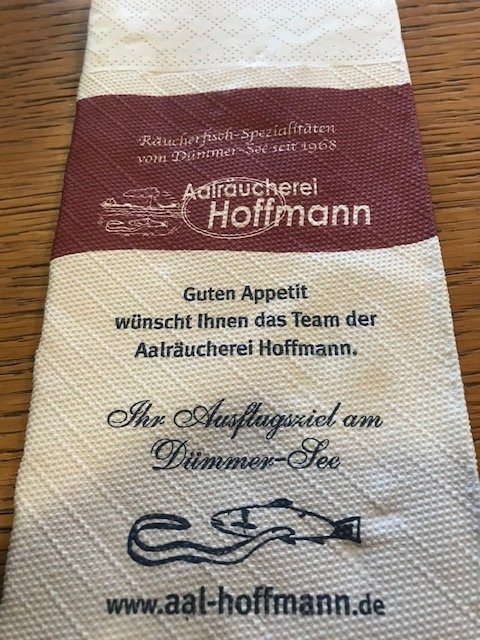 Räucherfisch-Spezialitäten
vom Dümmer-See seit 1968
Aalräucherei
Hoffmann
Guten Appetit
wünscht Ihnen das Team der
Aalräucherei Hoffmann.
Ihr Ausflugsziel am
Dümmer-See
www.aal-hoffmann.de